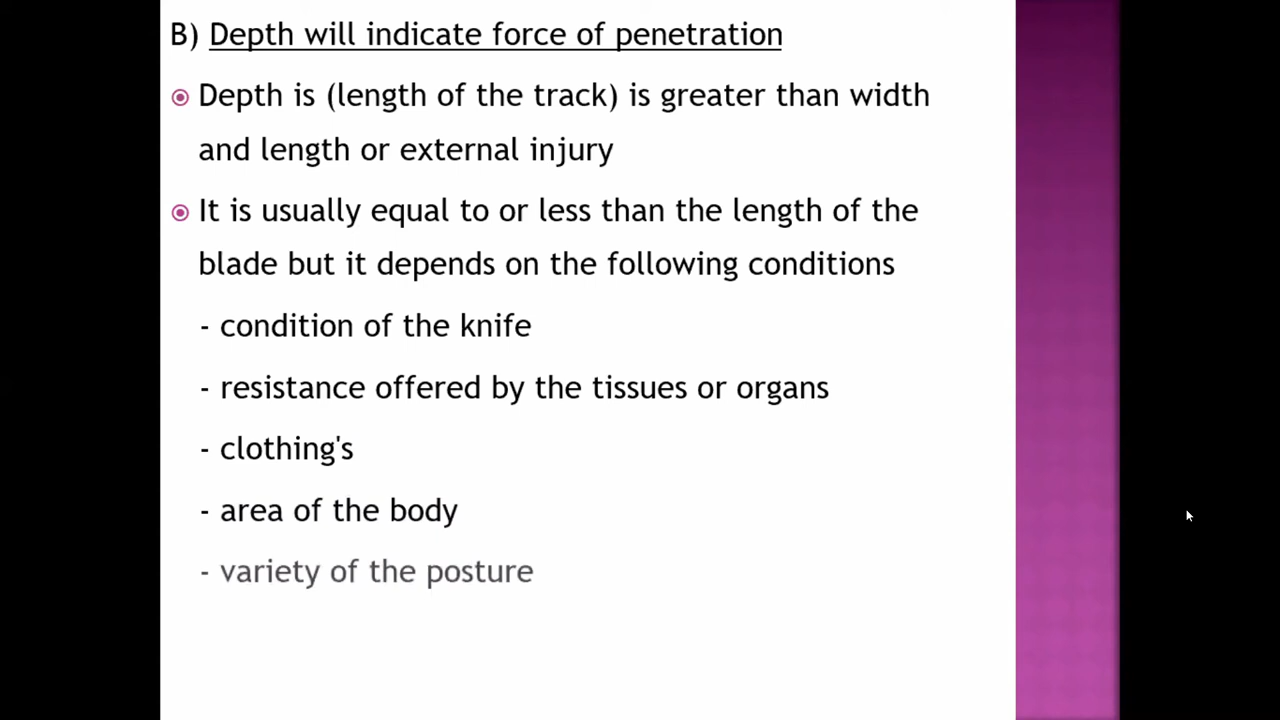 B) Depth will indicate force of penetration
Depth is (length of the track) is greater than width
and length or external injury
It is usually equal to or less than the length of the
blade but it depends on the following conditions
- condition of the knife
- resistance offered by the tissues or organs
- clothing's
- area of the body
- variety of the posture